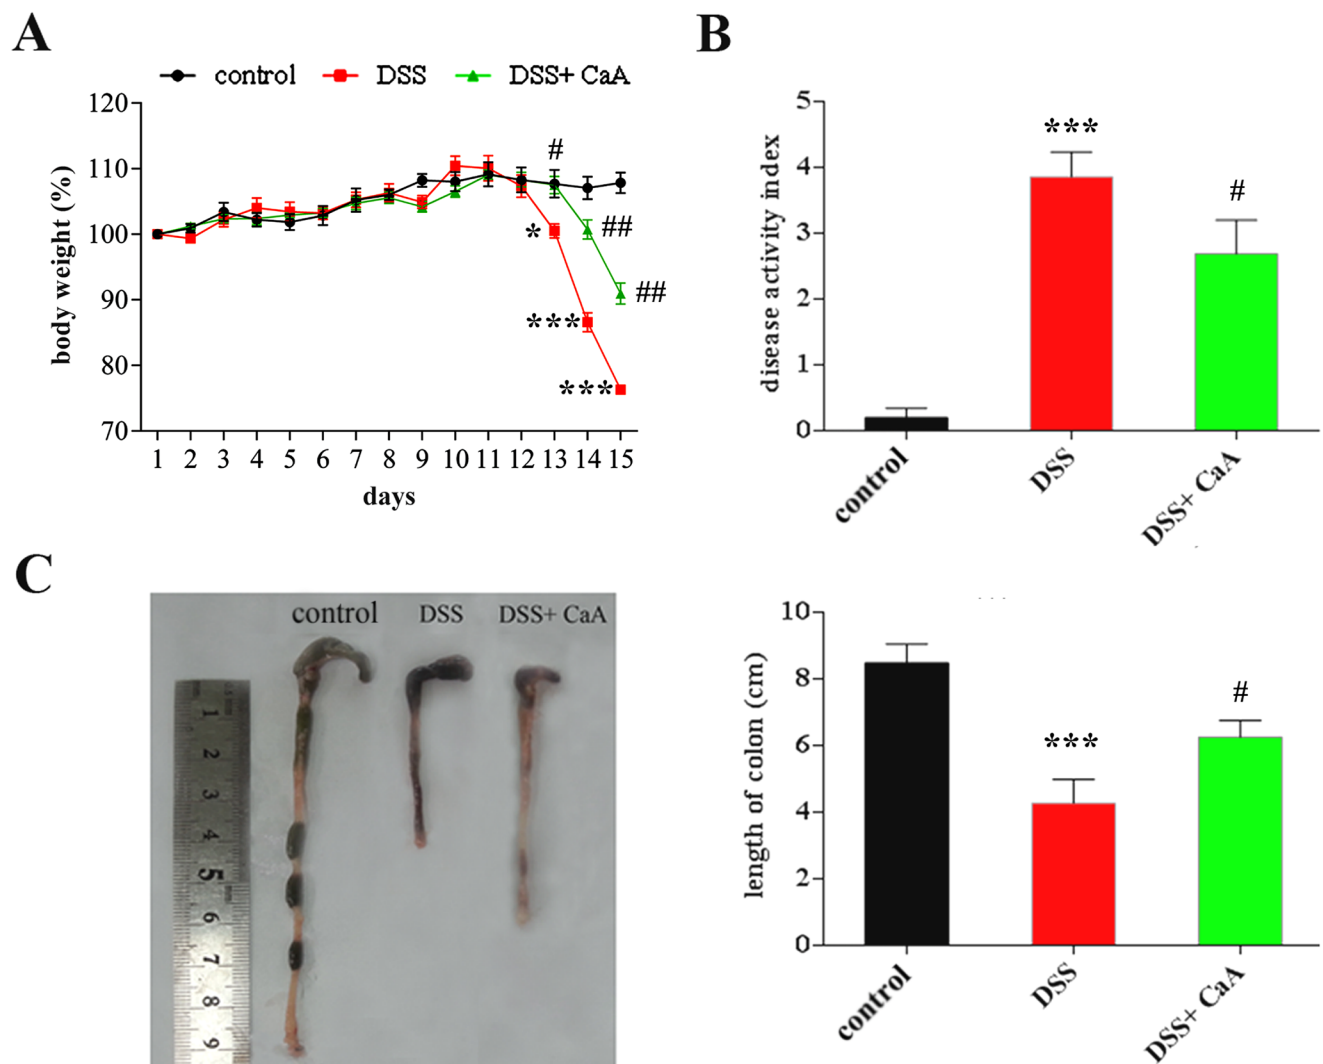 A
control DSS DSS+ CaA
body weight (%)
120
110
100
90
80
70
#
*
##
***
##
***
1 2 3 4 5 6 7 8 9 10 11 12 13 14 15
days
B
disease activity index
5
4
3
2
1
0
***
#
control
DSS
DSS+ CaA
C
control DSS DSS+ CaA
1
2
3
4
5
6
7
8
9
length of colon (cm)
10
8
6
4
2
0
***
#
control
DSS
DSS+ CaA